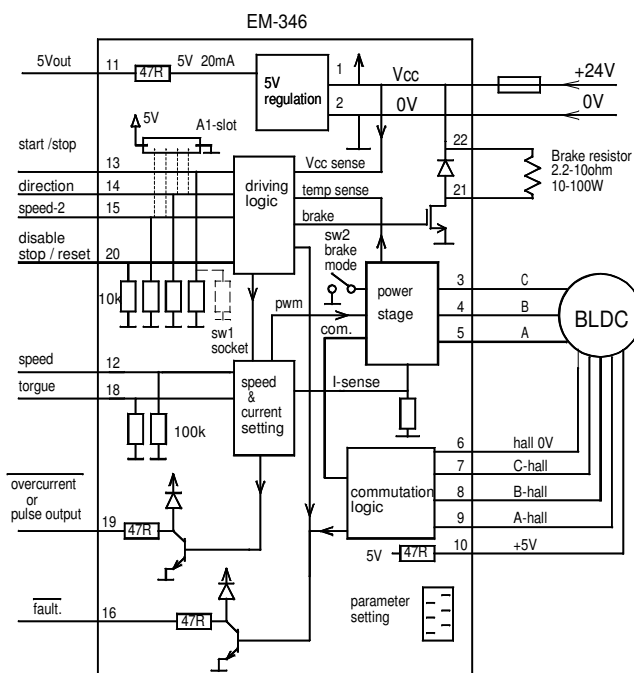 EM-346
5Vout
11
47R
5V 20mA
5V
regulation
1
2
Vcc
0V
+24V
0V
5V
A1-slot
start /stop
13
direction
14
speed-2
15
disable
stop / reset
20
driving
logic
Vcc sense
temp sense
brake
22
21
Brake resistor
2.2-10ohm
10-100W
sw2
brake
mode
10k
sw1
socket
pwm
com.
power
stage
3
C
4
B
5
A
BLDC
speed
12
torgue
18
100k
speed
&
current
setting
I-sense
6
hall 0V
7
C-hall
8
B-hall
9
A-hall
10
+5V
commutation
logic
5V
47R
overcurrent
or
pulse output
19
47R
fault.
16
47R
parameter
setting